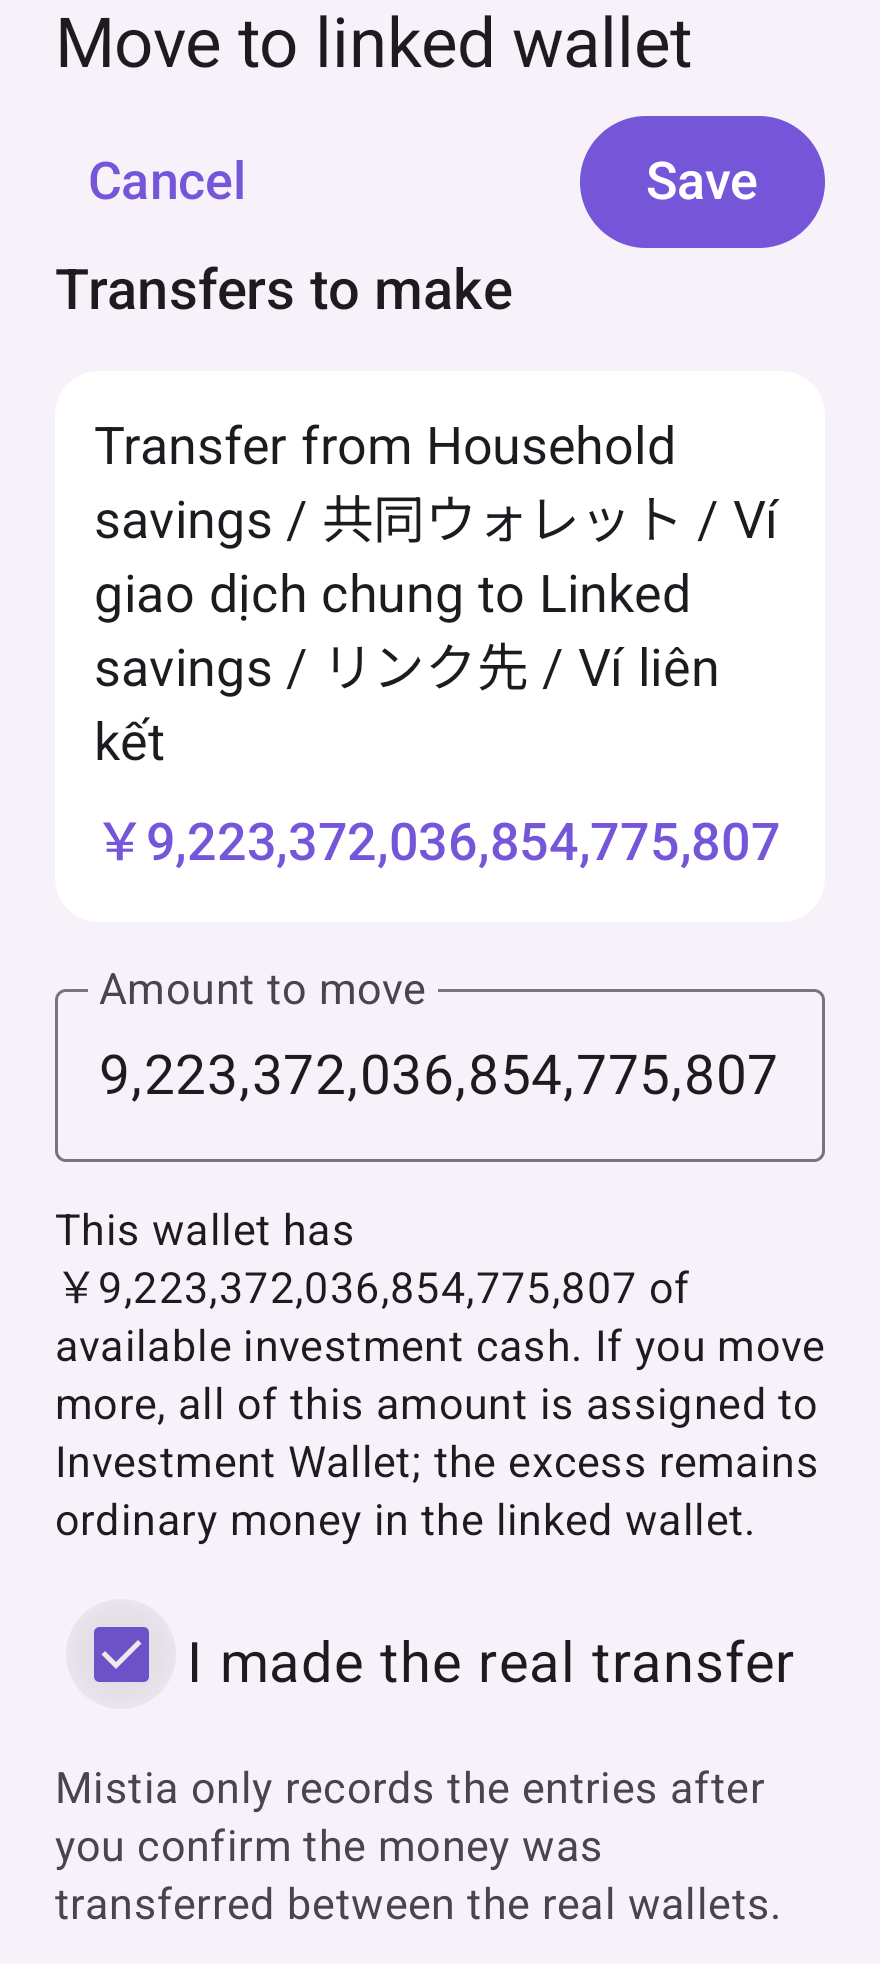 Move to linked wallet
Cancel
Save
Transfers to make
Transfer from Household
savings / 共同ウォレット / Ví
giao dịch chung to Linked
savings / リンク先 / Ví liên
kết
￥9,223,372,036,854,775,807
Amount to move
9,223,372,036,854,775,807
This wallet has
￥9,223,372,036,854,775,807 of
available investment cash. If you move
more, all of this amount is assigned to
Investment Wallet; the excess remains
ordinary money in the linked wallet.
I made the real transfer
Mistia only records the entries after
you confirm the money was
transferred between the real wallets.